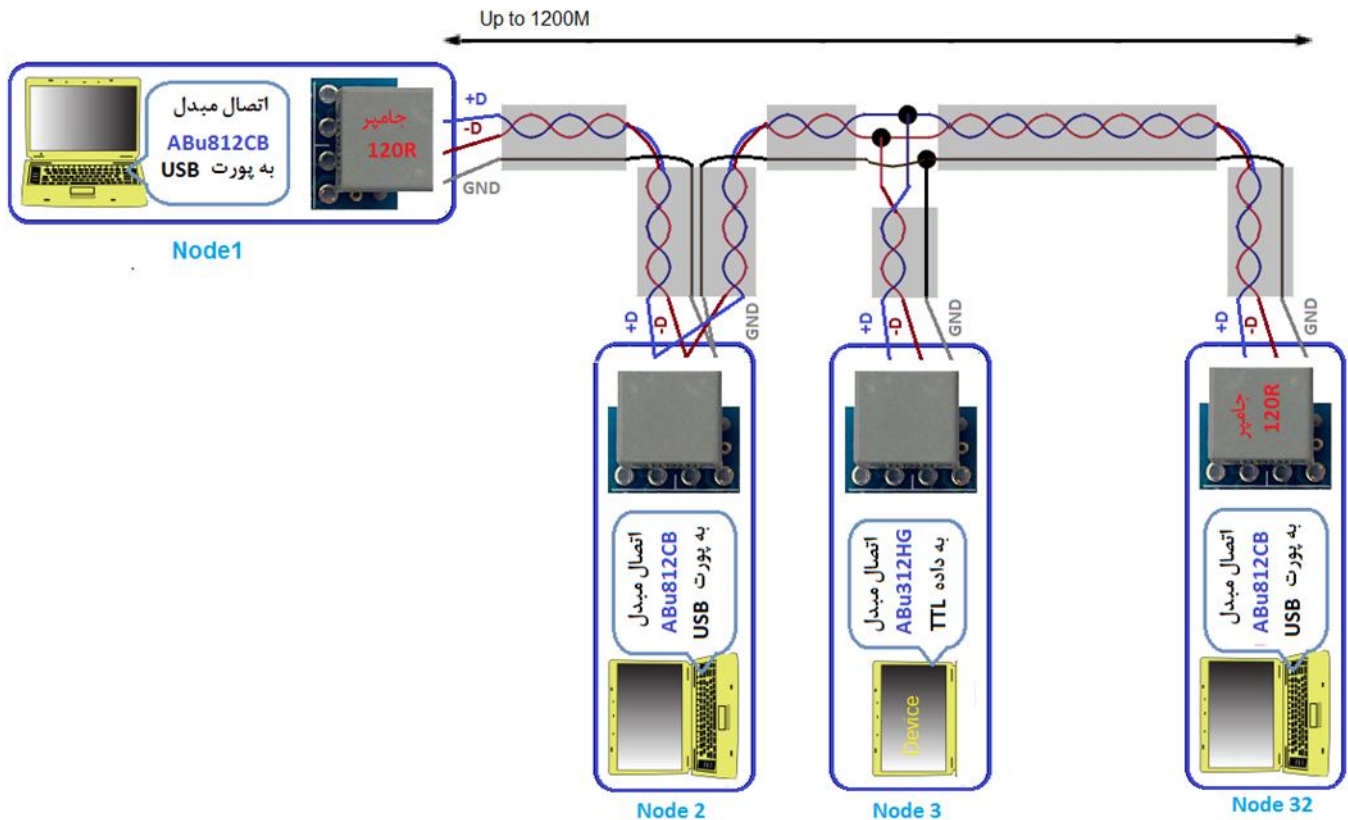 Up to 1200M
اتصال مبدل
ABu812CB
به پورت USB
جامپر
120R
+D
-D
GND
Node1
+D
-D
GND
اتصال مبدل
ABu812CB
به پورت USB
Node 2
+D
-D
GND
اتصال مبدل
ABu312HG
به داده TTL
Device
Node 3
+D
-D
GND
جامپر
120R
اتصال مبدل
ABu812CB
به پورت USB
Node 32